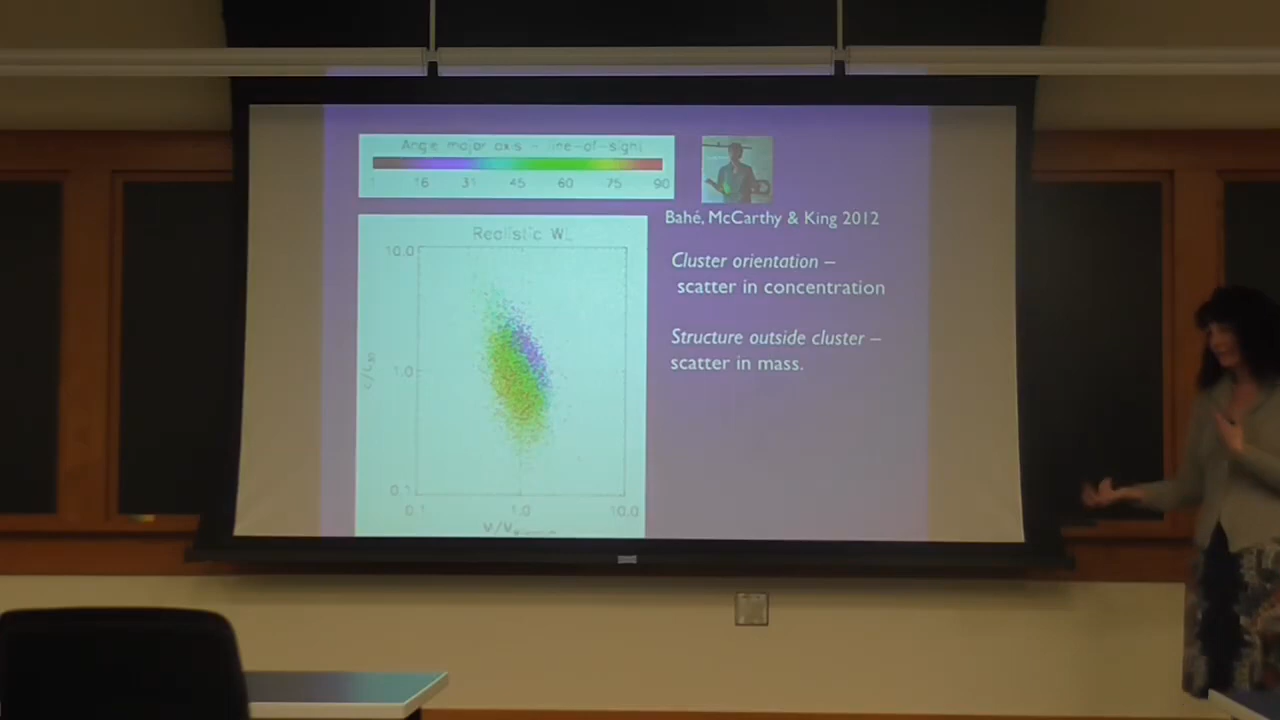 Angle major axis - line-of-sight
1 16 31 45 60 75 90
Bahé, McCarthy & King 2012
Realistic WL
10.0
Cluster orientation –
scatter in concentration
Structure outside cluster –
scatter in mass.
1.0
0.1
0.1 1.0 10.0